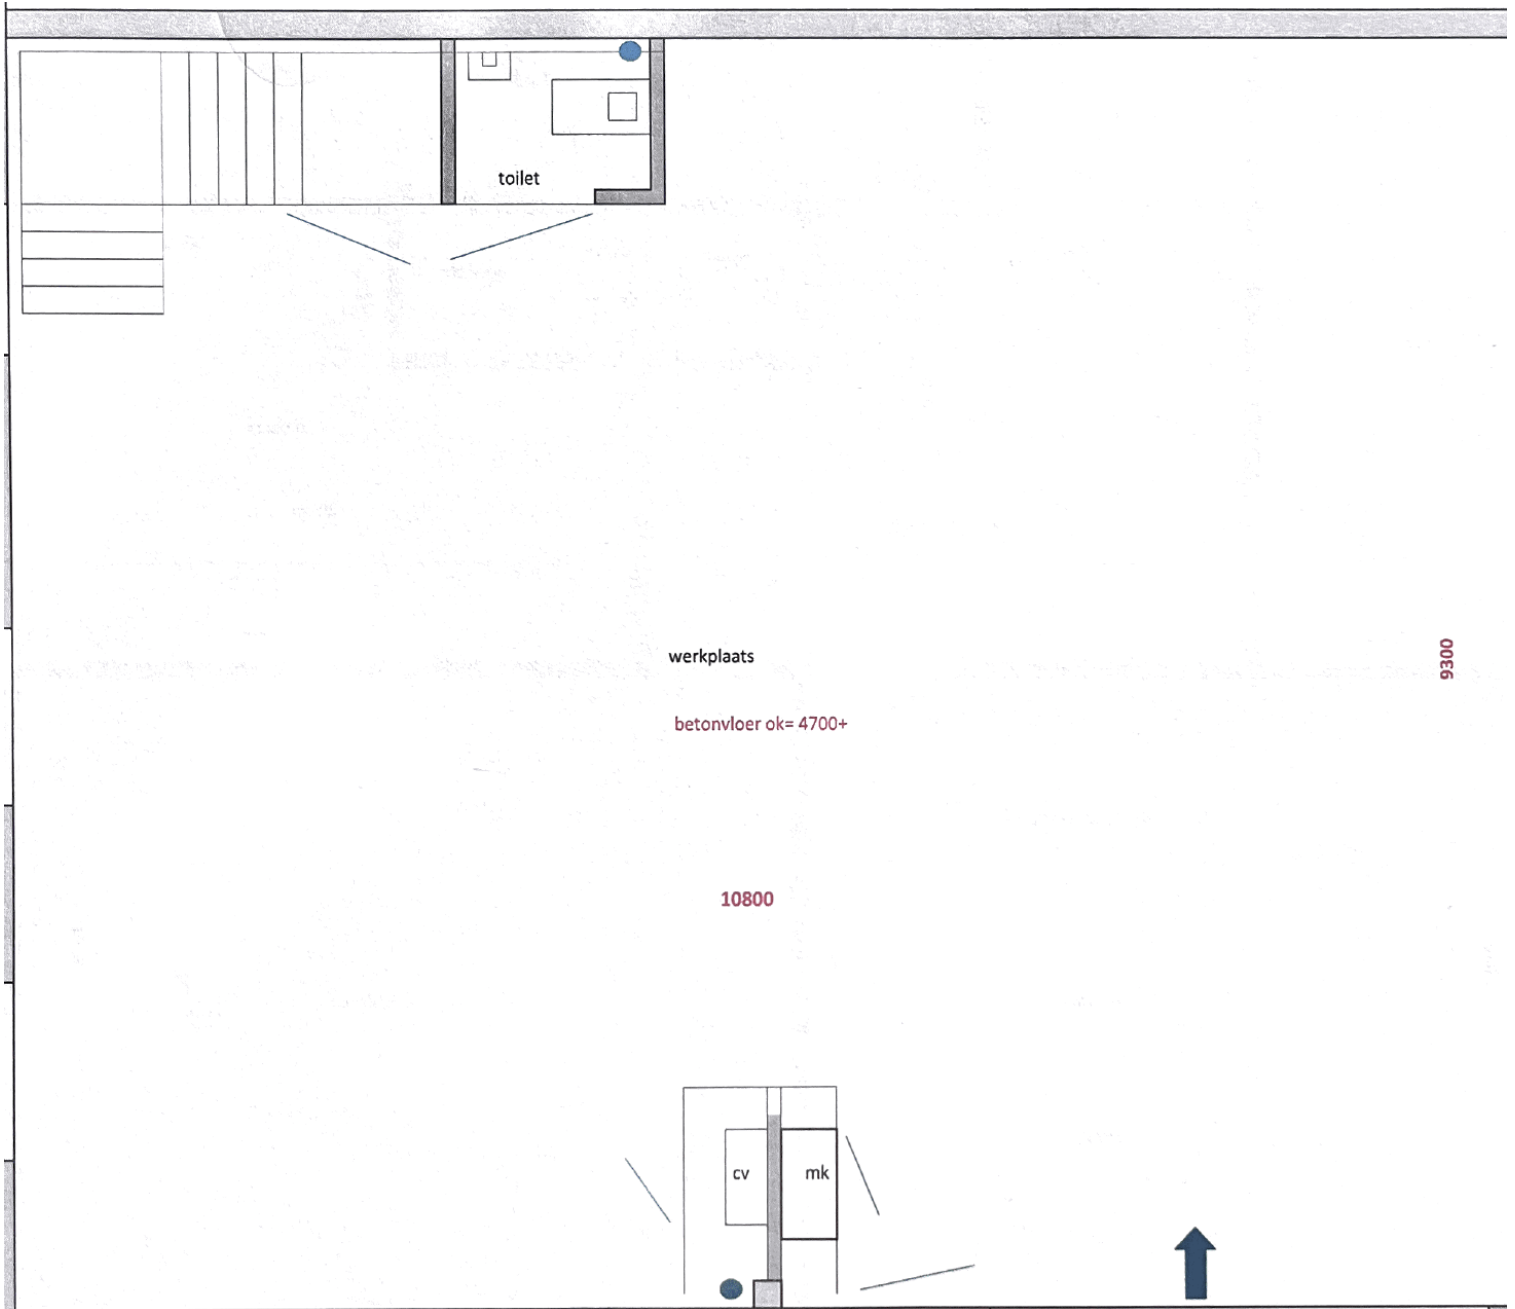 toilet
werkplaats
9300
betonvloer ok= 4700+
10800
cv
mk